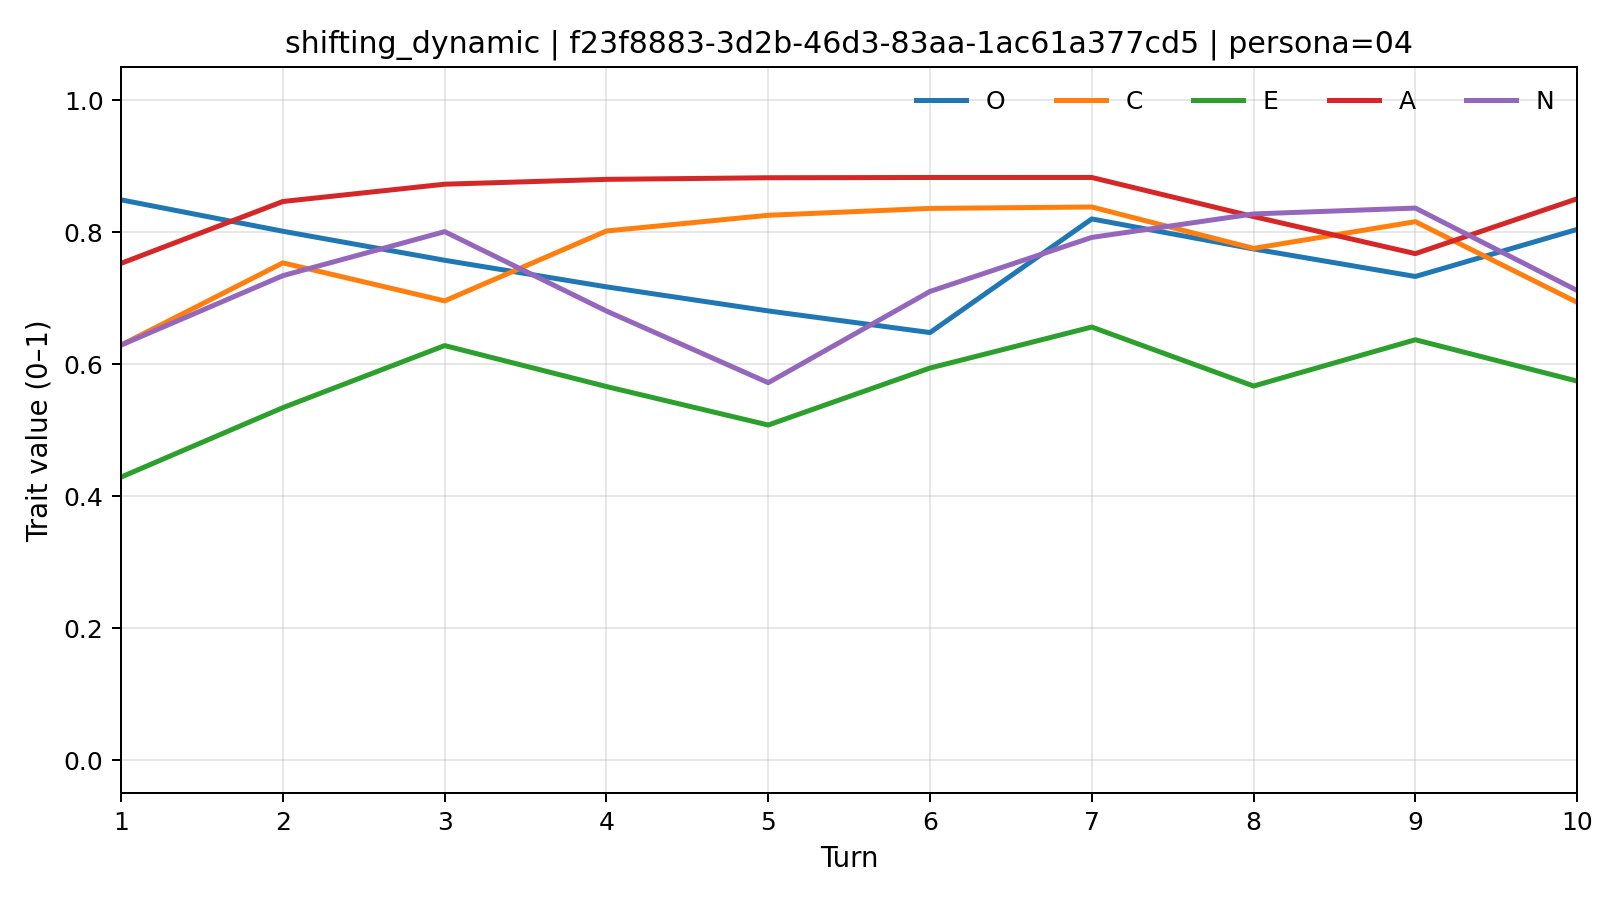 shifting_dynamic | f23f8883-3d2b-46d3-83aa-1ac61a377cd5 | persona=04
O C E A N
Trait value (0–1)
1.0
0.8
0.6
0.4
0.2
0.0
1 2 3 4 5 6 7 8 9 10
Turn